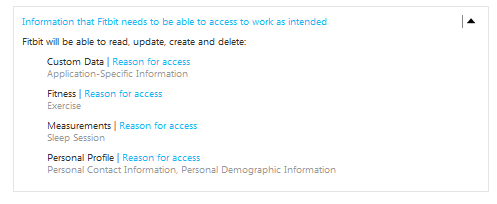 Information that Fitbit needs to be able to access to work as intended
Fitbit will be able to read, update, create and delete:
Custom Data | Reason for access
Application-Specific Information
Fitness | Reason for access
Exercise
Measurements | Reason for access
Sleep Session
Personal Profile | Reason for access
Personal Contact Information, Personal Demographic Information